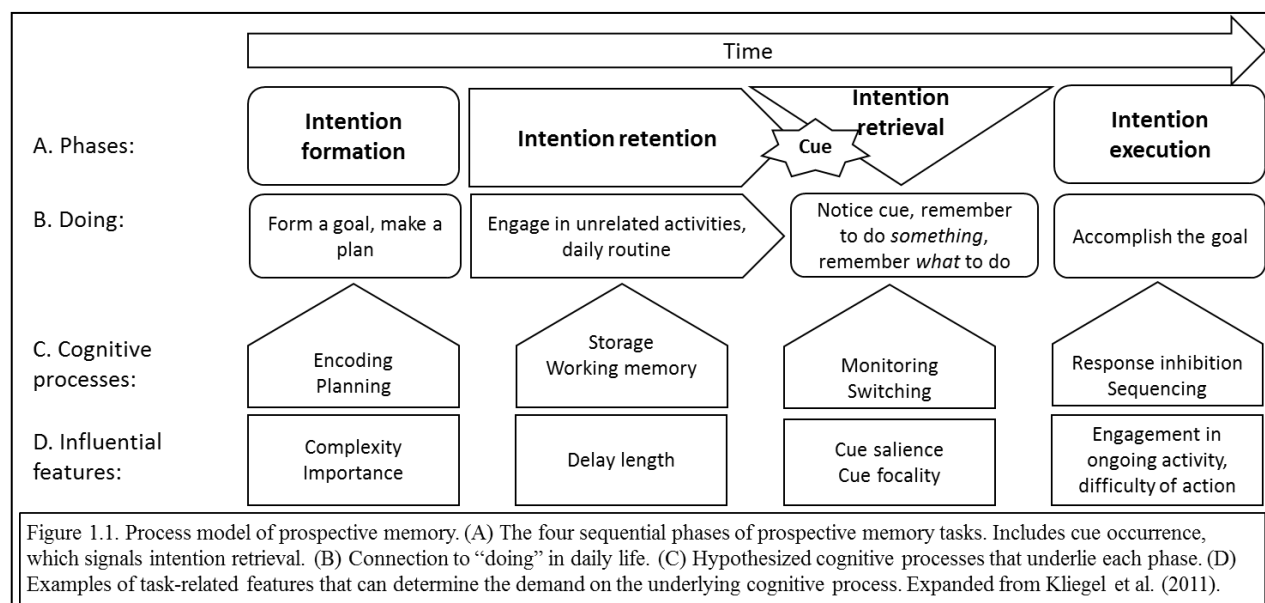 Time
A. Phases:
Intention
formation
Intention retention
Cue
Intention
retrieval
Intention
execution
B. Doing:
Form a goal, make a
plan
Engage in unrelated activities,
daily routine
Notice cue, remember
to do something,
remember what to do
Accomplish the goal
C. Cognitive
processes:
Encoding
Planning
Storage
Working memory
Monitoring
Switching
Response inhibition
Sequencing
D. Influential
features:
Complexity
Importance
Delay length
Cue salience
Cue focality
Engagement in
ongoing activity,
difficulty of action
Figure 1.1. Process model of prospective memory. (A) The four sequential phases of prospective memory tasks. Includes cue occurrence,
which signals intention retrieval. (B) Connection to “doing” in daily life. (C) Hypothesized cognitive processes that underlie each phase. (D)
Examples of task-related features that can determine the demand on the underlying cognitive process. Expanded from Kliegel et al. (2011).